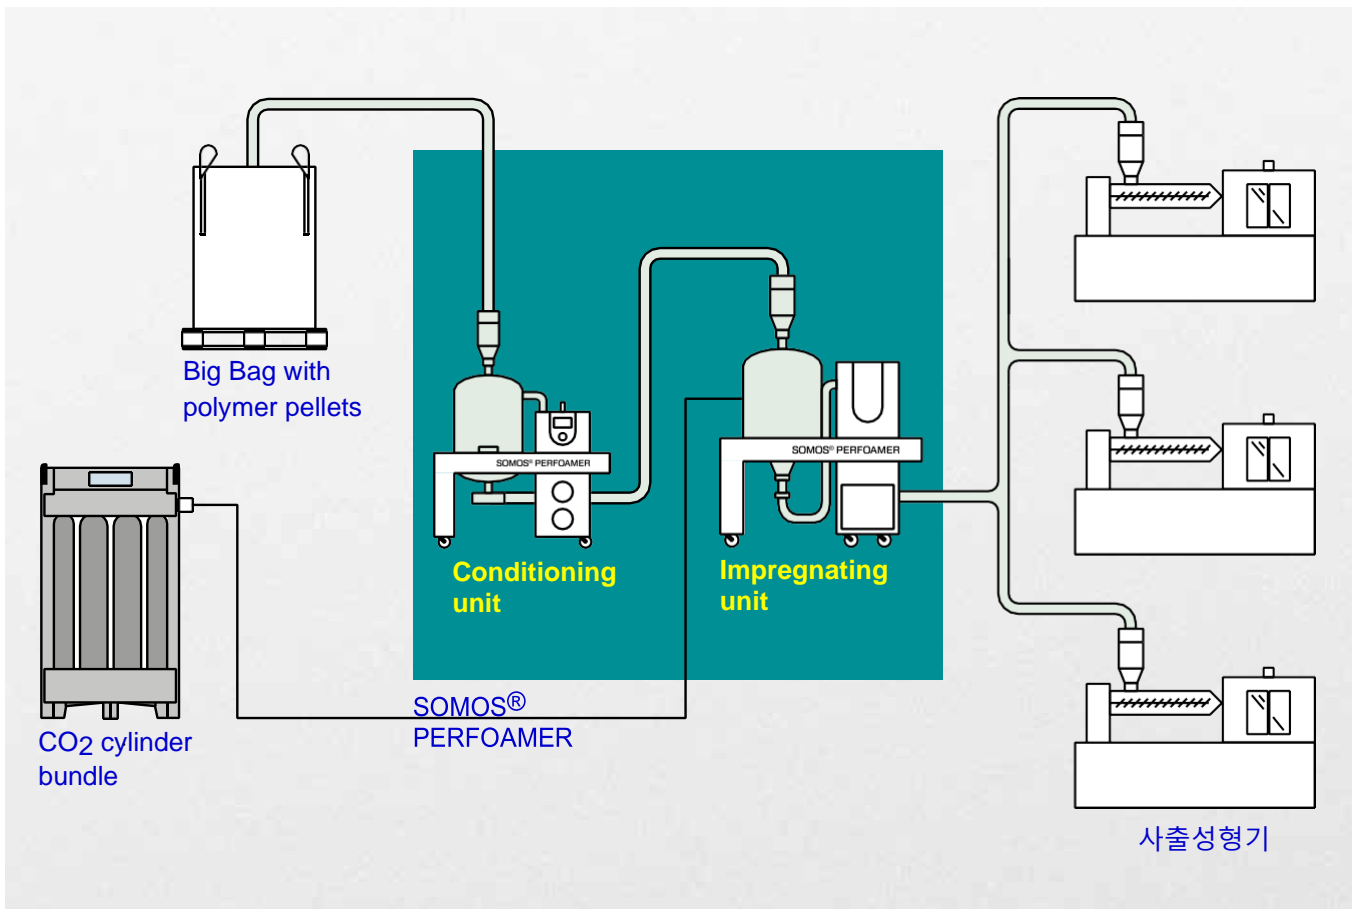 Big Bag with
polymer pellets
SOMOS® PERFOAMER
SOMOS® PERFOAMER
Conditioning
unit
Impregnating
unit
SOMOS®
PERFOAMER
CO2 cylinder
bundle
사출성형기